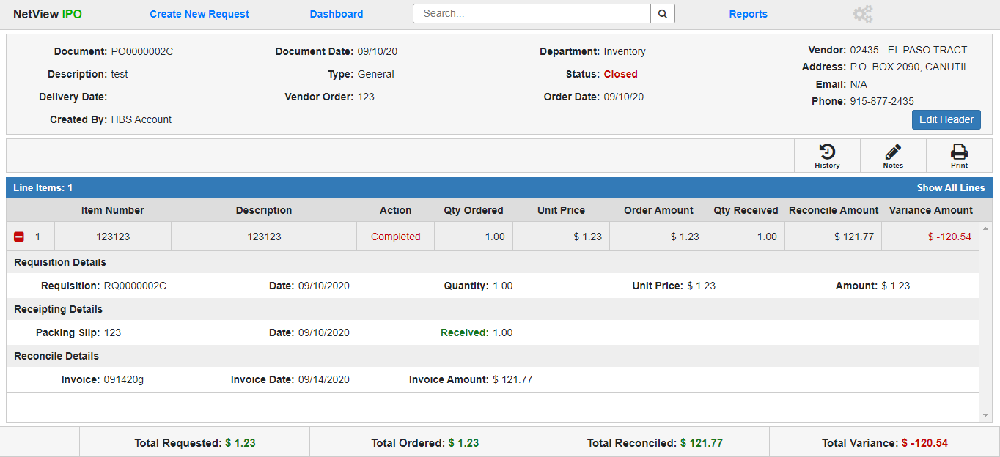 NetView IPO Create New Request Dashboard Search... Reports
Document: PO0000002C Document Date: 09/10/20 Department: Inventory Vendor: 02435 - EL PASO TRACT...
Description: test Type: General Status: Closed Address: P.O. BOX 2090, CANUTIL...
Delivery Date: Vendor Order: 123 Order Date: 09/10/20 Email: N/A
Phone: 915-877-2435
Created By: HBS Account Edit Header
History Notes Print
Line Items: 1 Show All Lines
Item Number Description Action Qty Ordered Unit Price Order Amount Qty Received Reconcile Amount Variance Amount
1 123123 123123 Completed 1.00 $ 1.23 $ 1.23 1.00 $ 121.77 $ -120.54
Requisition Details
Requisition: RQ0000002C Date: 09/10/2020 Quantity: 1.00 Unit Price: $ 1.23 Amount: $ 1.23
Receipting Details
Packing Slip: 123 Date: 09/10/2020 Received: 1.00
Reconcile Details
Invoice: 091420g Invoice Date: 09/14/2020 Invoice Amount: $ 121.77
Total Requested: $ 1.23 Total Ordered: $ 1.23 Total Reconciled: $ 121.77 Total Variance: $ -120.54